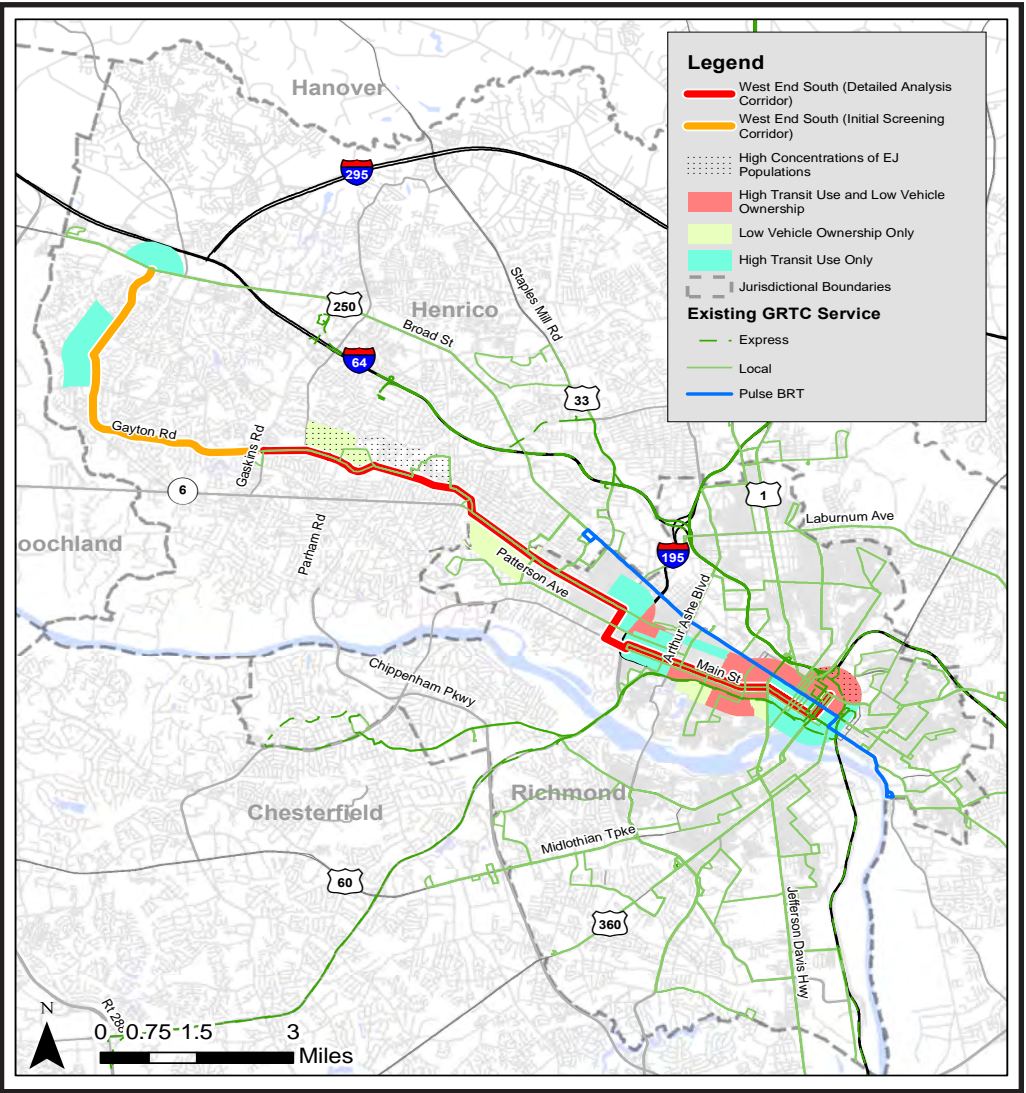 Legend
West End South (Detailed Analysis
Corridor)
West End South (Initial Screening
Corridor)
High Concentrations of EJ
Populations
High Transit Use and Low Vehicle
Ownership
Low Vehicle Ownership Only
High Transit Use Only
Jurisdictional Boundaries
Existing GRTC Service
Express
Local
Pulse BRT
Hanover
295
Henrico
Staples Mill Rd
250
Broad St
64
33
Gayton Rd
Gaskins Rd
6
1
Laburnum Ave
oochland
Parham Rd
195
Patterson Ave
Arthur Ashe Blvd
Main St
Chippenham Pkwy
Chesterfield
Richmond
Midlothian Tpke
60
360
Jefferson Davis Hwy
N
Rt 28
0 0.75 1.5 3
Miles